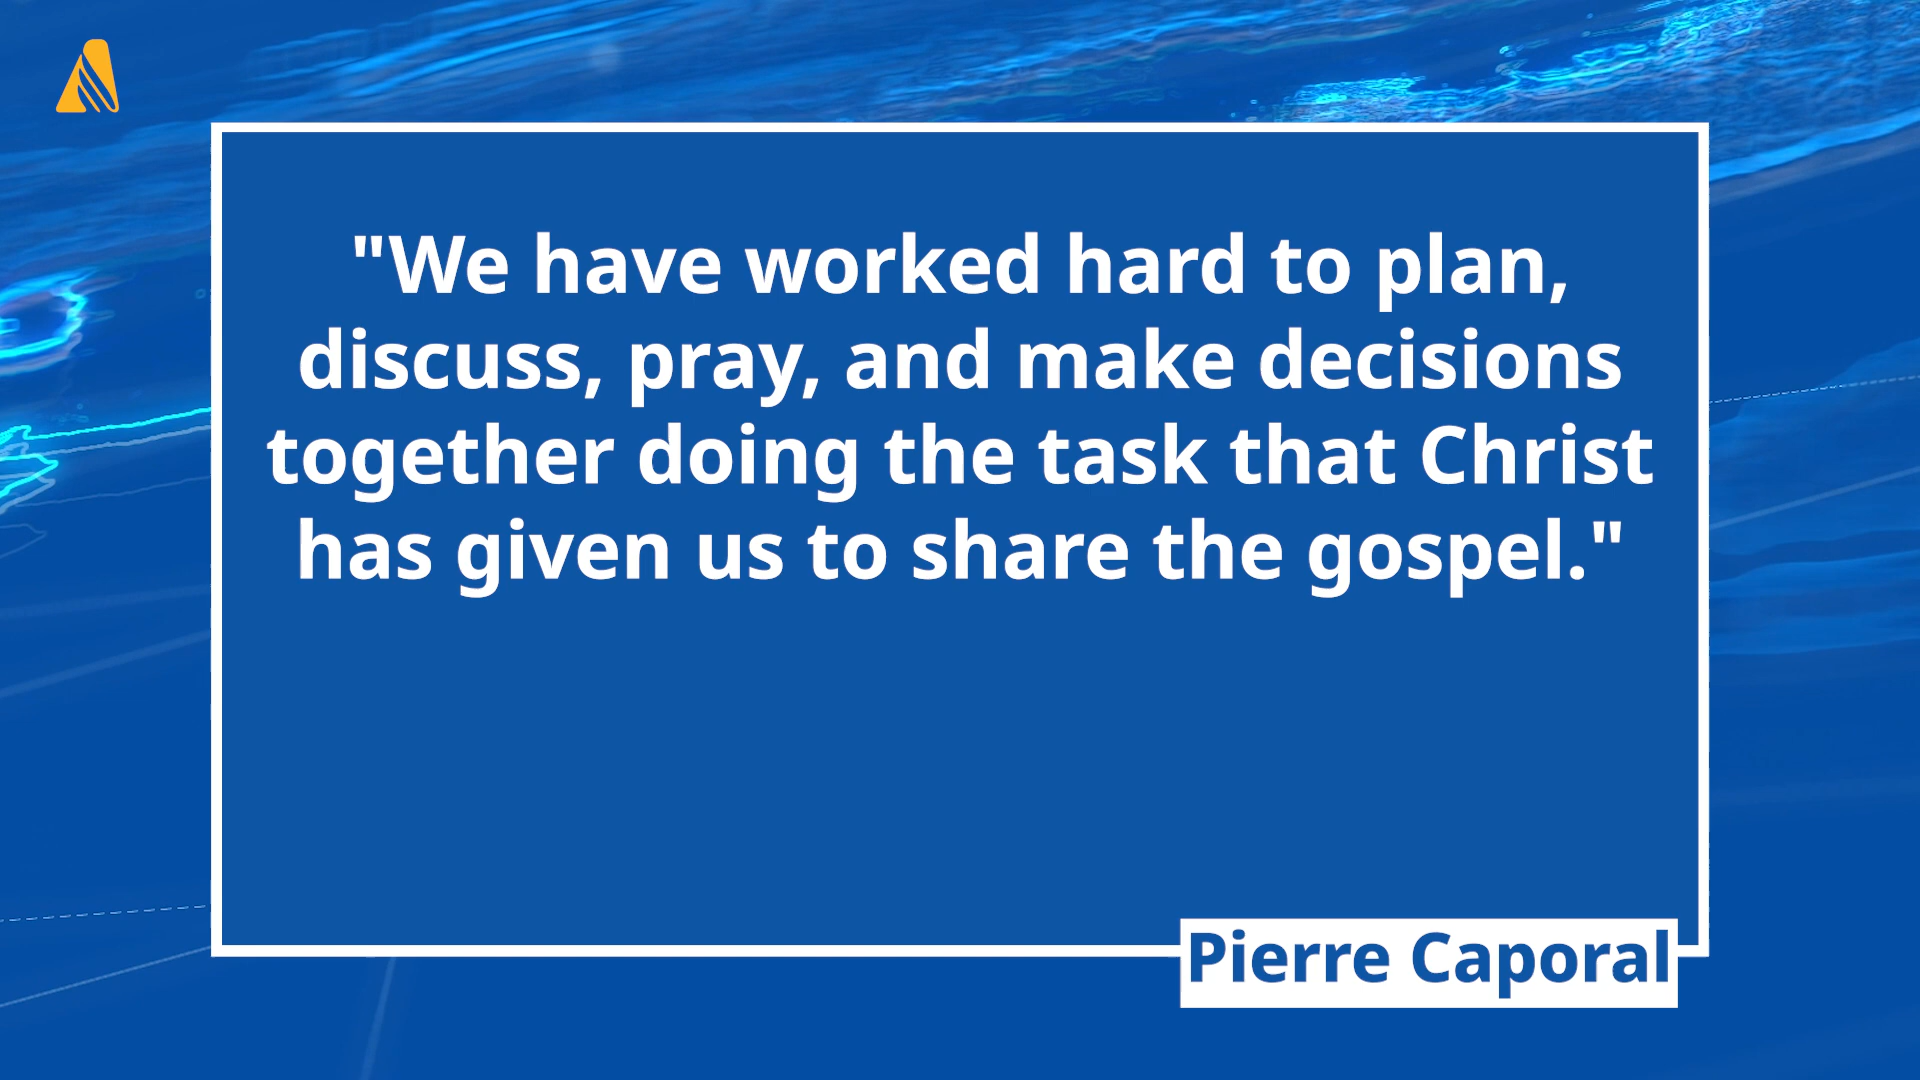 "We have worked hard to plan,
discuss, pray, and make decisions
together doing the task that Christ
has given us to share the gospel."
Pierre Caporal